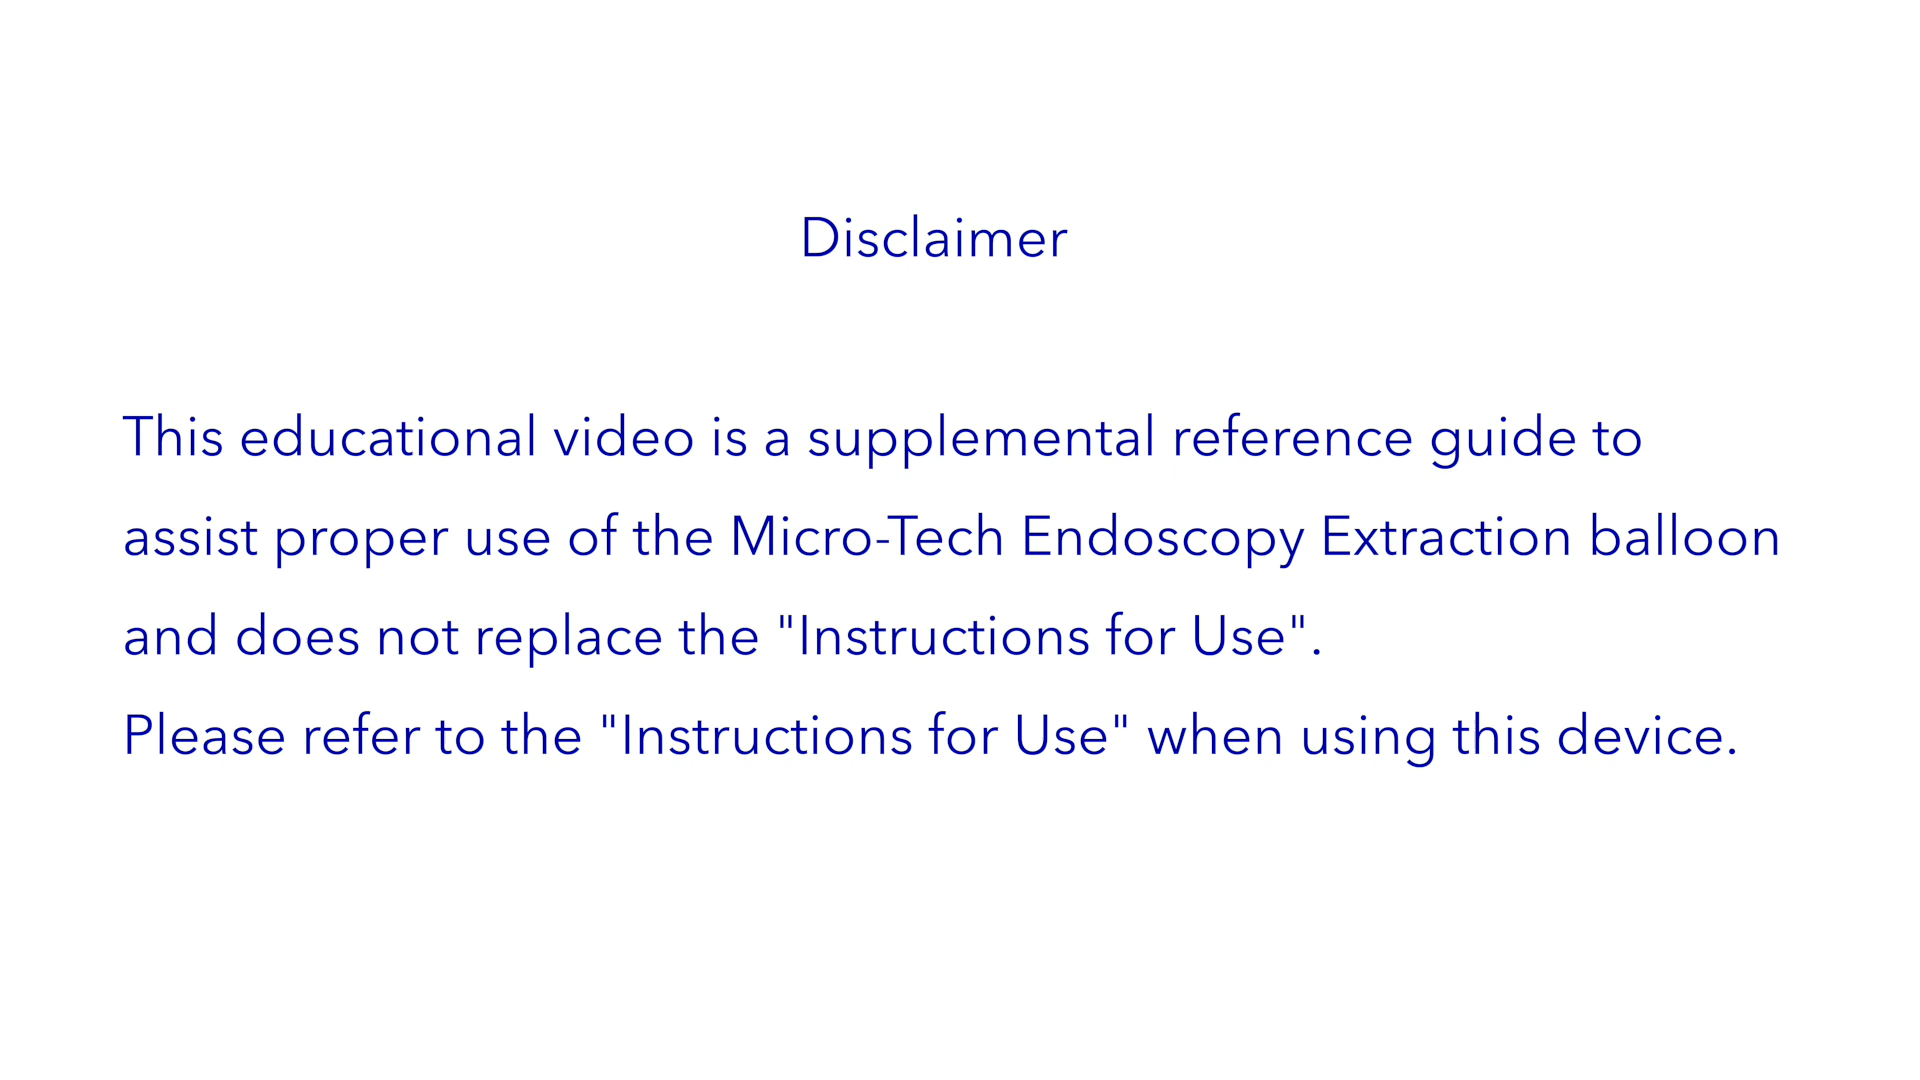 Disclaimer
This educational video is a supplemental reference guide to
assist proper use of the Micro-Tech Endoscopy Extraction balloon
and does not replace the "Instructions for Use".
Please refer to the "Instructions for Use" when using this device.